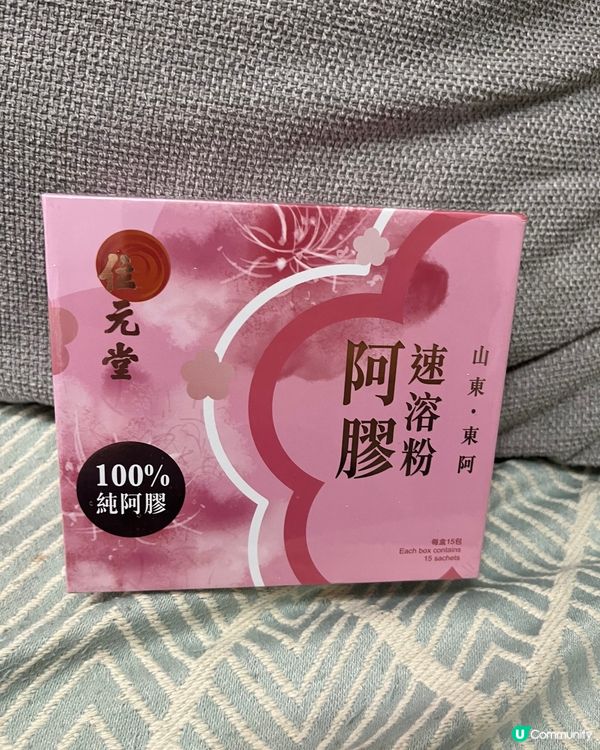 位元堂
100%
純阿膠
山東・東阿
速溶粉
阿膠
每盒15包
Each box contains
15 sachets
U Community